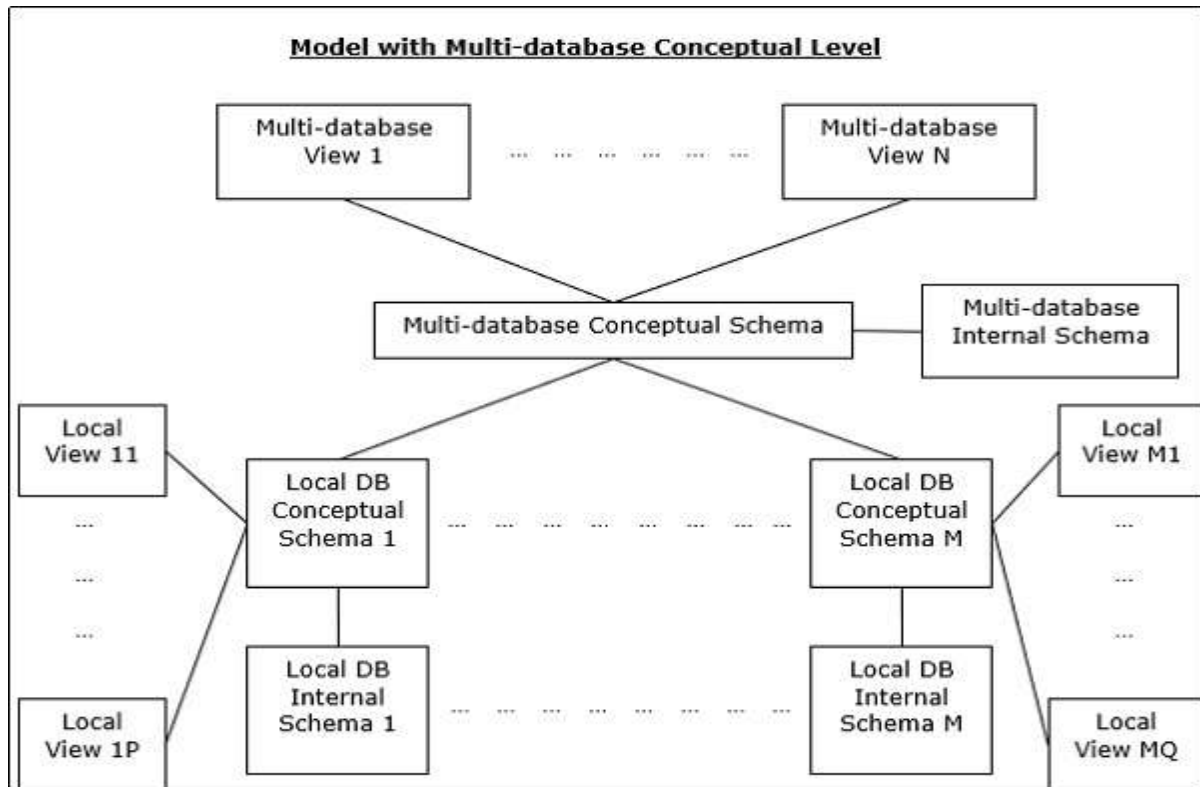 Model with Multi-database Conceptual Level
Multi-database
View 1
... ... ... ... ... ...
Multi-database
View N
Multi-database Conceptual Schema
Multi-database
Internal Schema
Local
View 11
...
...
...
Local
View 1P
Local DB
Conceptual
Schema 1
... ... ... ... ... ... ... ...
Local DB
Conceptual
Schema M
Local DB
Internal
Schema 1
... ... ... ... ... ... ... ...
Local DB
Internal
Schema M
Local
View M1
...
...
...
Local
View MQ